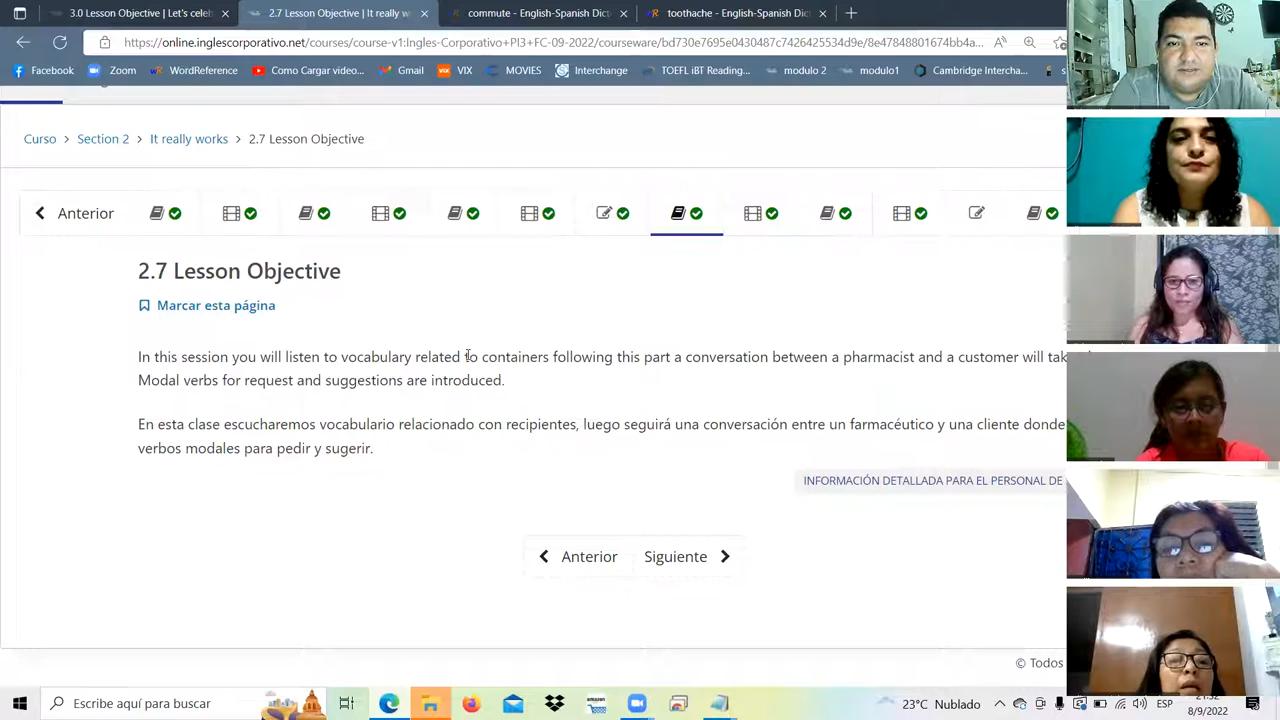 3.0 Lesson Objective | Let's celeb
2.7 Lesson Objective | It really w
commute - English-Spanish Dict
toothache - English-Spanish Dic
https://online.inglescorporativo.net/courses/course-v1:Ingles-Corporativo+I3+FC-09-2022/courseware/bd730e7695e0430487c7426425534d9e/8e47848801674bb4a...
Facebook Zoom WordReference Como Cargar video... Gmail VIX MOVIES Interchange TOEFL iBT Reading... modulo 2 modulo1 Cambridge Intercha...
Curso > Section 2 > It really works > 2.7 Lesson Objective
Anterior
2.7 Lesson Objective
Marcar esta página
In this session you will listen to vocabulary related to containers following this part a conversation between a pharmacist and a customer will tak
Modal verbs for request and suggestions are introduced.
En esta clase escucharemos vocabulario relacionado con recipientes, luego seguirá una conversación entre un farmacéutico y una cliente donde
verbos modales para pedir y sugerir.
INFORMACIÓN DETALLADA PARA EL PERSONAL DE
Anterior Siguiente
© Todos
Escribe aquí para buscar
23°C Nublado
ESP
21:52
8/9/2022